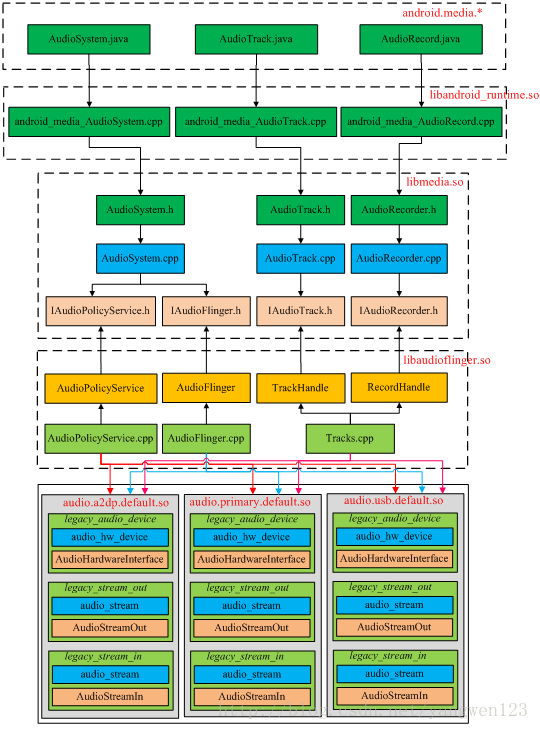 android.media.*
AudioSystem.java
AudioTrack.java
AudioRecord.java
libandroid_runtime.so
android_media_AudioSystem.cpp
android_media_AudioTrack.cpp
android_media_AudioRecord.cpp
libmedia.so
AudioSystem.h
AudioTrack.h
AudioRecorder.h
AudioSystem.cpp
AudioTrack.cpp
AudioRecorder.cpp
IAudioPolicyService.h
IAudioFlinger.h
IAudioTrack.h
IAudioRecorder.h
libaudioflinger.so
AudioPolicyService
AudioFlinger
TrackHandle
RecordHandle
AudioPolicyService.cpp
AudioFlinger.cpp
Tracks.cpp
audio.a2dp.default.so
legacy_audio_device
audio_hw_device
AudioHardwareInterface
legacy_stream_out
audio_stream
AudioStreamOut
legacy_stream_in
audio_stream
AudioStreamIn
audio.primary.default.so
legacy_audio_device
audio_hw_device
AudioHardwareInterface
legacy_stream_out
audio_stream
AudioStreamOut
legacy_stream_in
audio_stream
AudioStreamIn
audio.usb.default.so
legacy_audio_device
audio_hw_device
AudioHardwareInterface
legacy_stream_out
audio_stream
AudioStreamOut
legacy_stream_in
audio_stream
AudioStreamIn